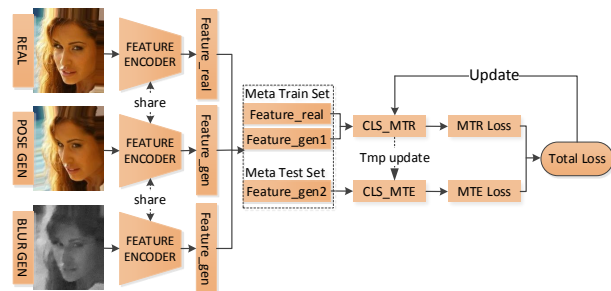 REAL
FEATURE
ENCODER
Feature_real
share
POSE GEN
FEATURE
ENCODER
Feature_gen
share
BLUR GEN
FEATURE
ENCODER
Feature_gen
Meta Train Set
Feature_real
Feature_gen1
Meta Test Set
Feature_gen2
CLS_MTR
Tmp update
CLS_MTE
MTR Loss
MTE Loss
Update
Total Loss